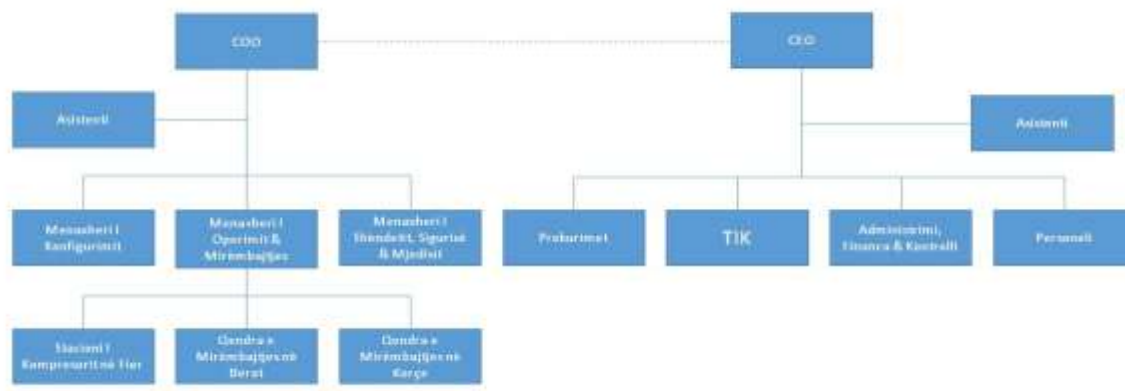 COO
CEO
Asistenti
Asistenti
Menaxheri i
Konfigurimit
Menaxheri i
Operimit &
Mirëmbajtjes
Menaxheri i
Shëndetit, Sigurisë
& Mjedisit
Prokurimet
TIK
Administrimi,
Financa & Kontrolli
Personeli
Stacioni i
Kompresorit në Fier
Qendra e
Mirëmbajtjes në
Berat
Qendra e
Mirëmbajtjes në
Korçe